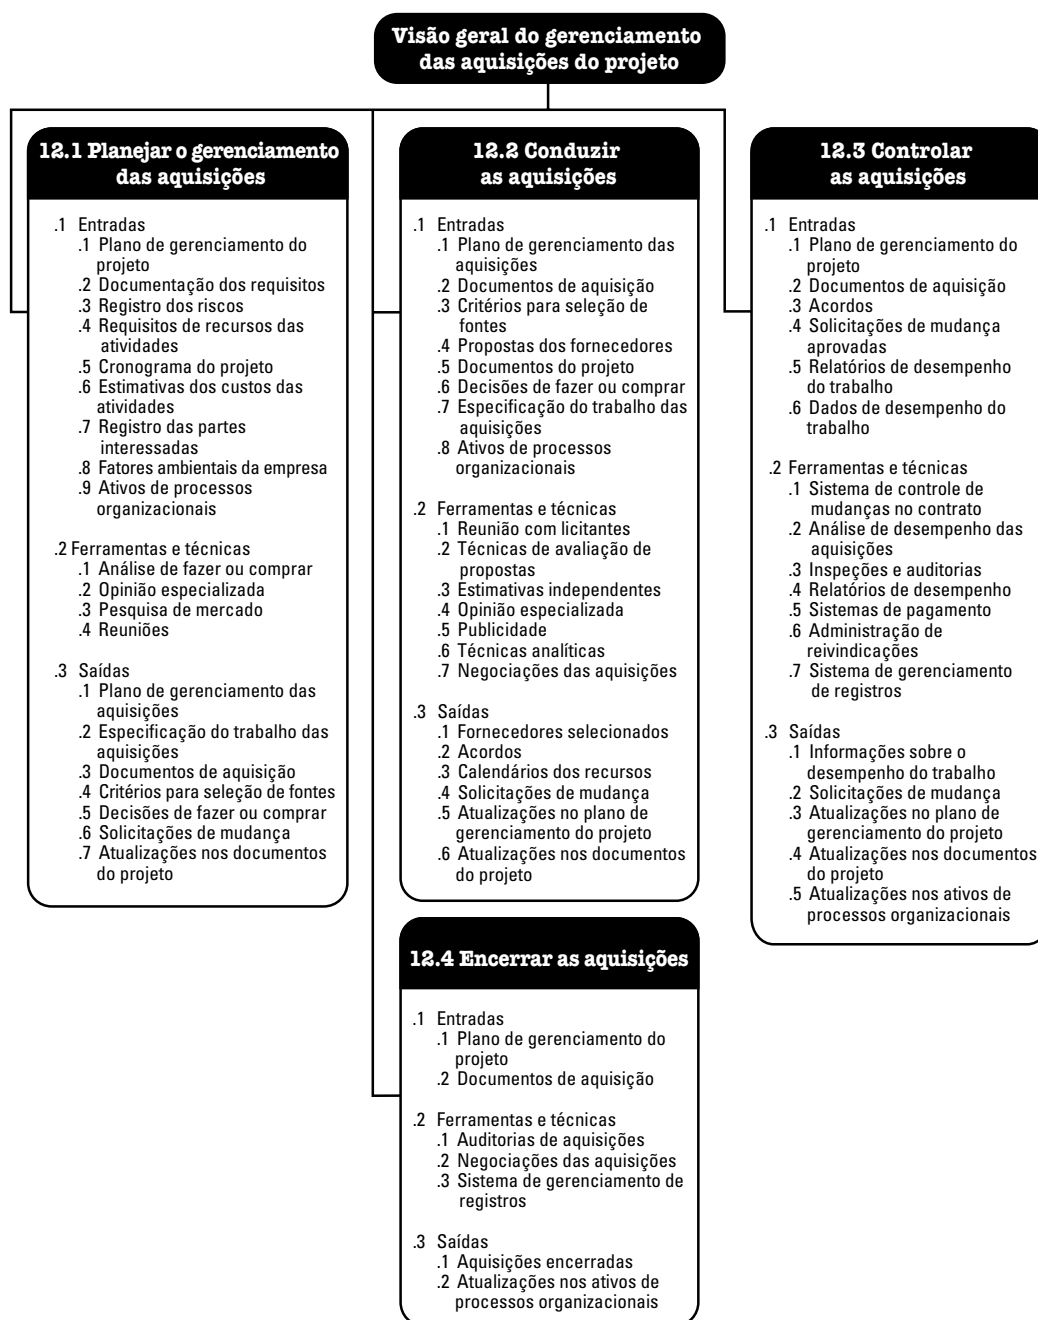 Visão geral do gerenciamento
das aquisições do projeto
12.1 Planejar o gerenciamento
das aquisições
.1 Entradas
.1 Plano de gerenciamento do
projeto
.2 Documentação dos requisitos
.3 Registro dos riscos
.4 Requisitos de recursos das
atividades
.5 Cronograma do projeto
.6 Estimativas dos custos das
atividades
.7 Registro das partes
interessadas
.8 Fatores ambientais da empresa
.9 Ativos de processos
organizacionais
.2 Ferramentas e técnicas
.1 Análise de fazer ou comprar
.2 Opinião especializada
.3 Pesquisa de mercado
.4 Reuniões
.3 Saídas
.1 Plano de gerenciamento das
aquisições
.2 Especificação do trabalho das
aquisições
.3 Documentos de aquisição
.4 Critérios para seleção de fontes
.5 Decisões de fazer ou comprar
.6 Solicitações de mudança
.7 Atualizações nos documentos
do projeto
12.2 Conduzir
as aquisições
.1 Entradas
.1 Plano de gerenciamento das
aquisições
.2 Documentos de aquisição
.3 Critérios para seleção de
fontes
.4 Propostas dos fornecedores
.5 Documentos do projeto
.6 Decisões de fazer ou comprar
.7 Especificação do trabalho das
aquisições
.8 Ativos de processos
organizacionais
.2 Ferramentas e técnicas
.1 Reunião com licitantes
.2 Técnicas de avaliação de
propostas
.3 Estimativas independentes
.4 Opinião especializada
.5 Publicidade
.6 Técnicas analíticas
.7 Negociações das aquisições
.3 Saídas
.1 Fornecedores selecionados
.2 Acordos
.3 Calendários dos recursos
.4 Solicitações de mudança
.5 Atualizações no plano de
gerenciamento do projeto
.6 Atualizações nos documentos
do projeto
12.3 Controlar
as aquisições
.1 Entradas
.1 Plano de gerenciamento do
projeto
.2 Documentos de aquisição
.3 Acordos
.4 Solicitações de mudança
aprovadas
.5 Relatórios de desempenho
do trabalho
.6 Dados de desempenho do
trabalho
.2 Ferramentas e técnicas
.1 Sistema de controle de
mudanças no contrato
.2 Análise de desempenho das
aquisições
.3 Inspeções e auditorias
.4 Relatórios de desempenho
.5 Sistemas de pagamento
.6 Administração de
reivindicações
.7 Sistema de gerenciamento
de registros
.3 Saídas
.1 Informações sobre o
desempenho do trabalho
.2 Solicitações de mudança
.3 Atualizações no plano de
gerenciamento do projeto
.4 Atualizações nos documentos
do projeto
.5 Atualizações nos ativos de
processos organizacionais
12.4 Encerrar as aquisições
.1 Entradas
.1 Plano de gerenciamento do
projeto
.2 Documentos de aquisição
.2 Ferramentas e técnicas
.1 Auditorias de aquisições
.2 Negociações das aquisições
.3 Sistema de gerenciamento de
registros
.3 Saídas
.1 Aquisições encerradas
.2 Atualizações nos ativos de
processos organizacionais